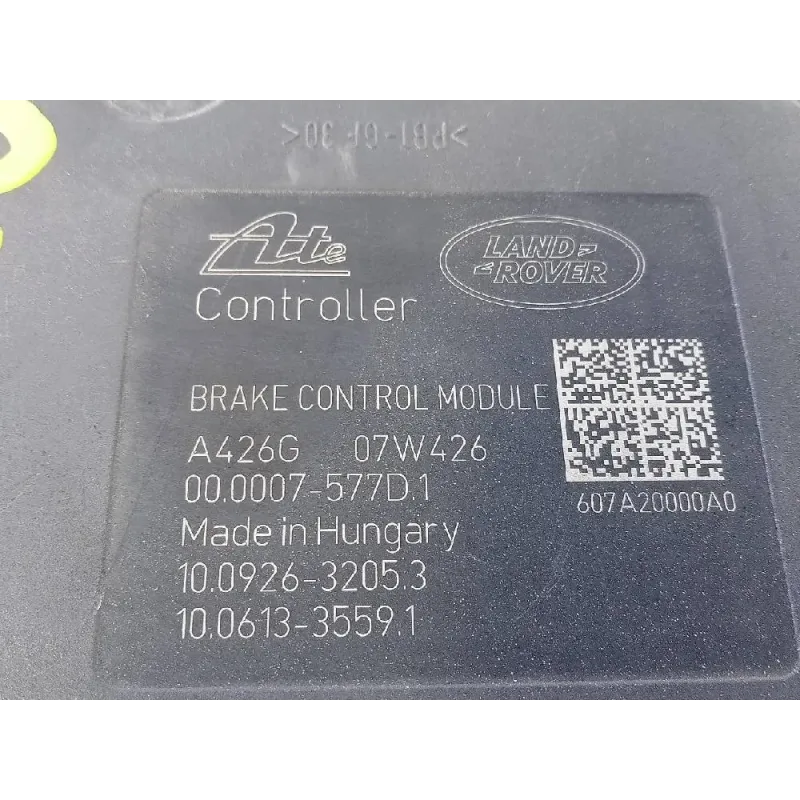 >PBT-GF 30<
Ate
LAND
ROVER
Controller
BRAKE CONTROL MODULE
A426G 07W426
00.0007-577D.1
607A20000A0
Made in Hungary
10.0926-3205.3
10.0613-3559.1